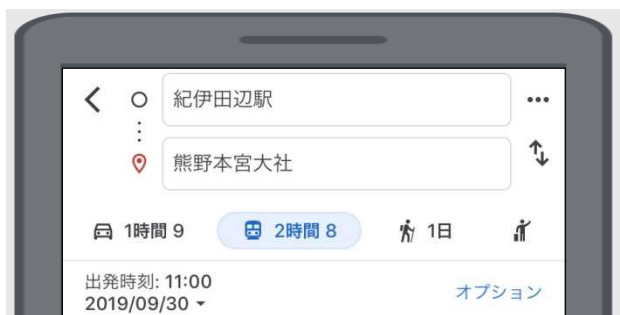 紀伊田辺駅
熊野本宮大社
1時間 9 2時間 8 1日
出発時刻: 11:00
2019/09/30
オプション